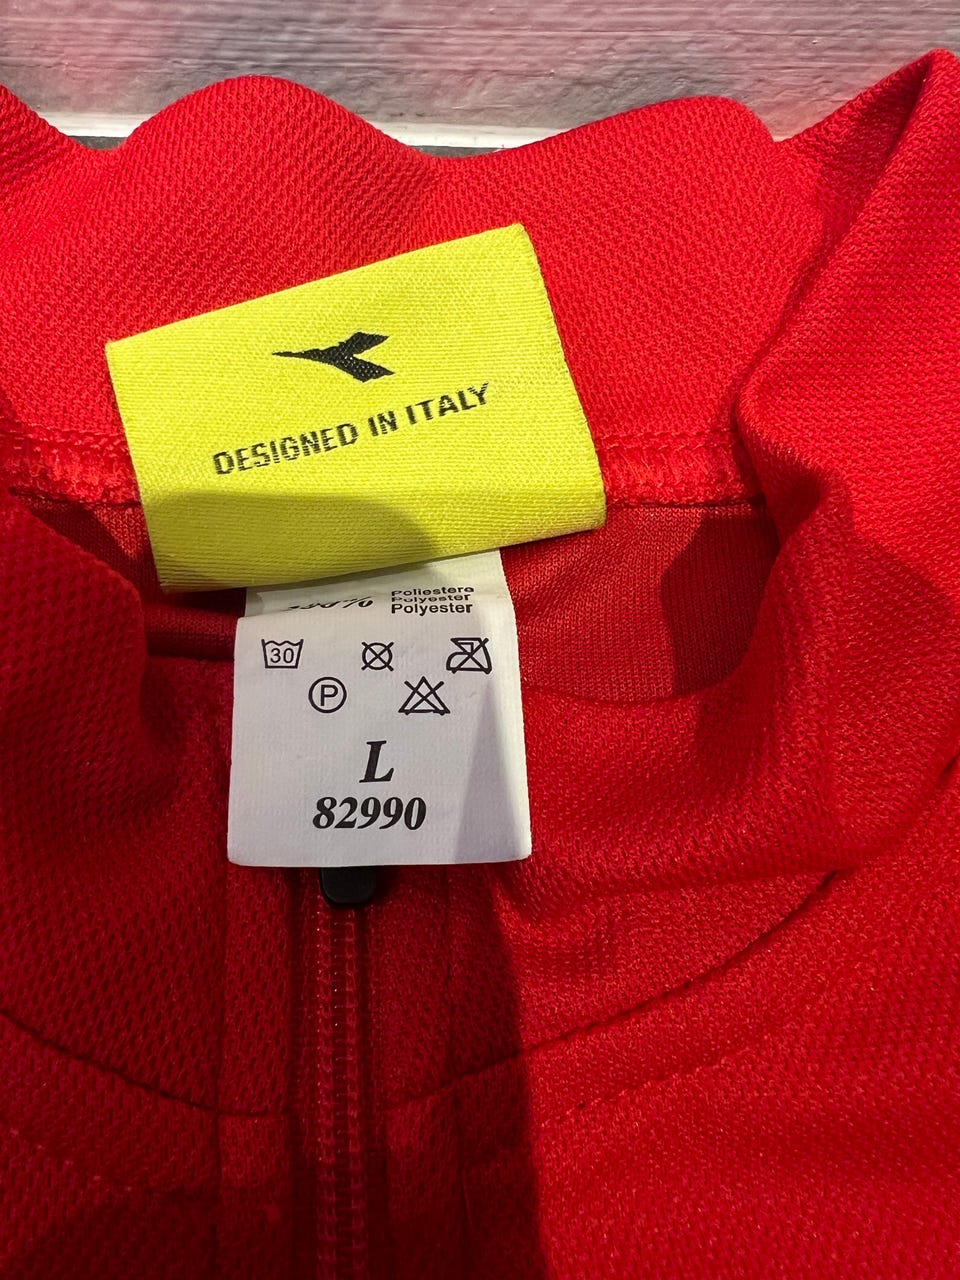 DESIGNED IN ITALY
Poliestere
Polyester
Polyester
30
P
L
82990